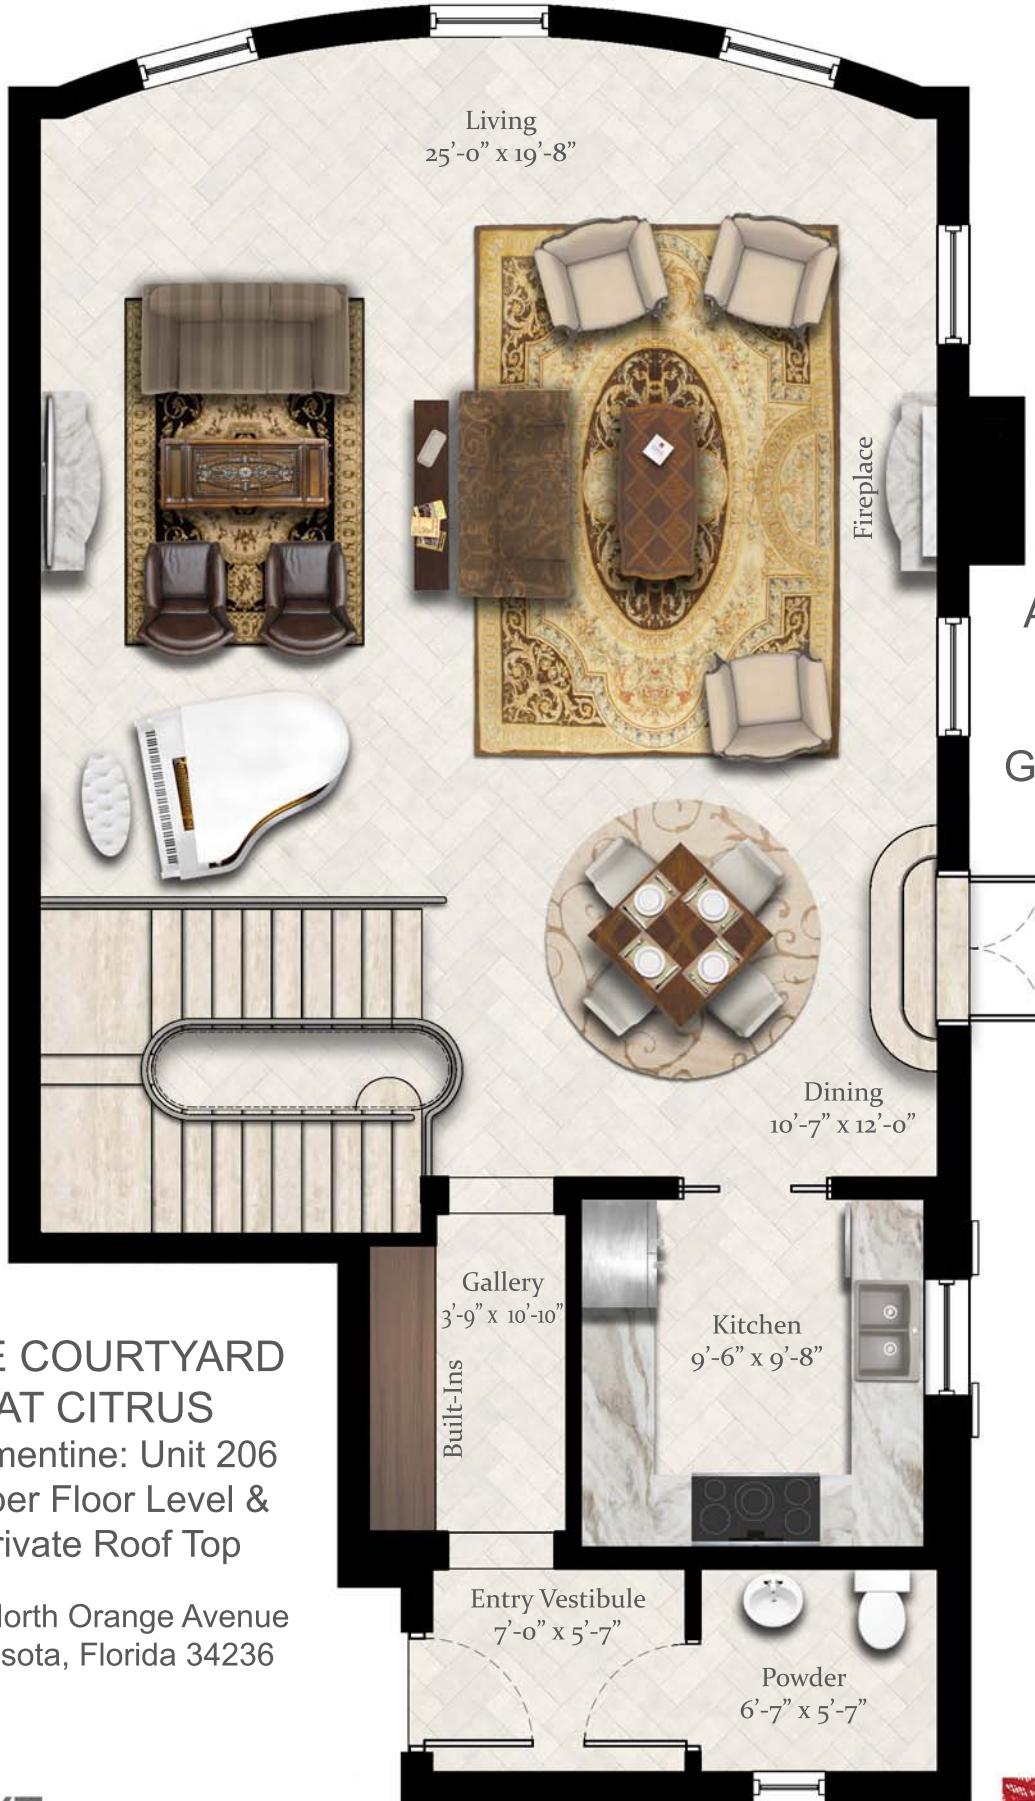 Living
25’-0” x 19’-8”
Fireplace
A
G
Dining
10’-7” x 12’-0”
Gallery
3’-9” x 10’-10”
Built-Ins
Kitchen
9’-6” x 9’-8”
E COURTYARD
AT CITRUS
mentine: Unit 206
per Floor Level &
rivate Roof Top
North Orange Avenue
sota, Florida 34236
Entry Vestibule
7’-0” x 5’-7”
Powder
6’-7” x 5’-7”